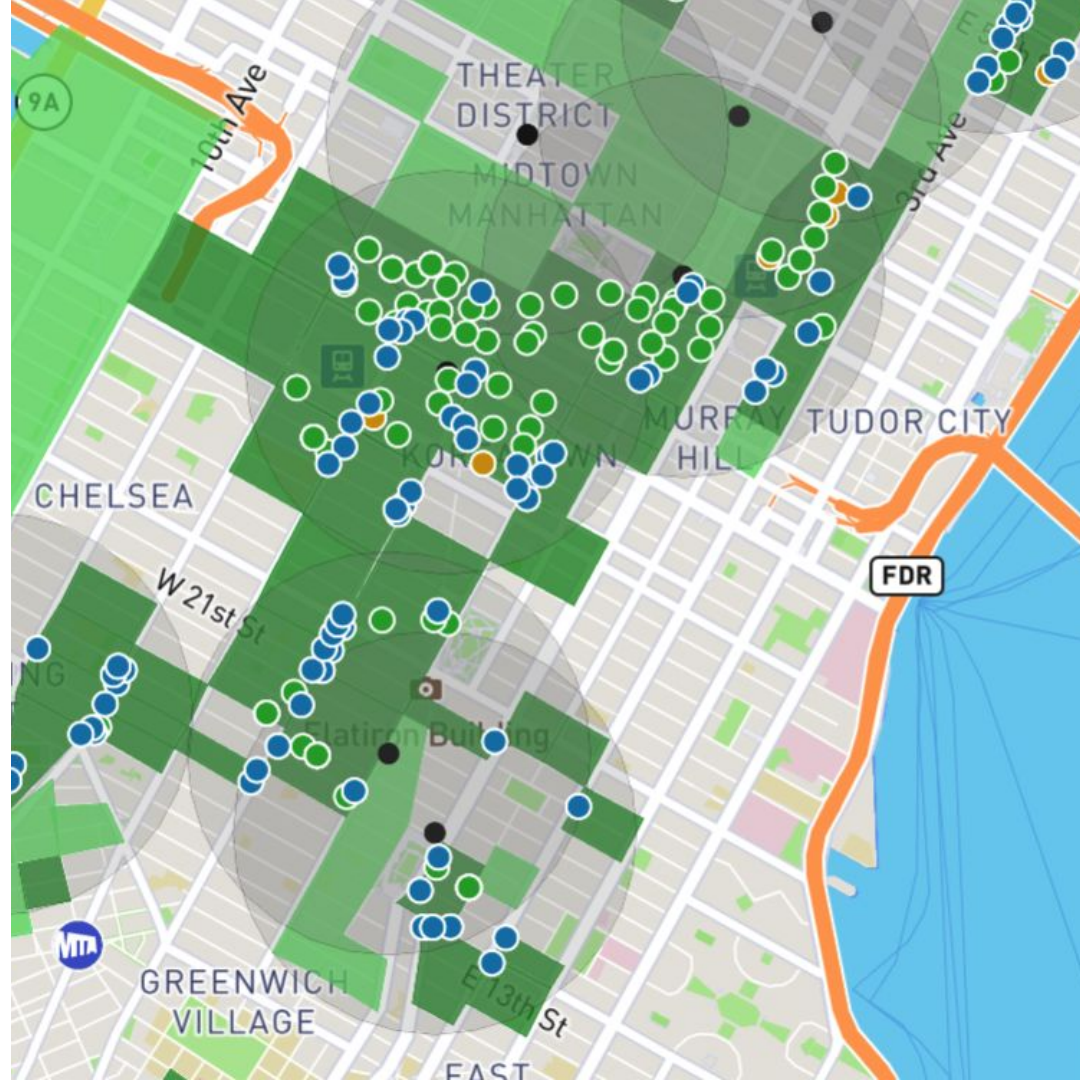 E 5
9A
THEATER
DISTRICT
10th Ave
MIDTOWN
MANHATTAN
3rd Ave
MURRAY
HILL
TUDOR CITY
CHELSEA
FDR
W 21st St
Flatiron Building
MTA
GREENWICH
VILLAGE
E 13th St
EAST